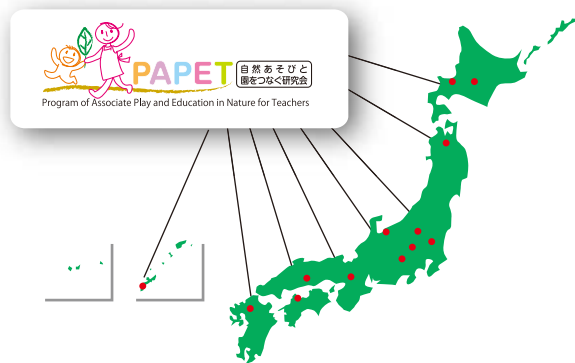 PAPET
自然あそびと
園をつなぐ研究会
Program of Associate Play and Education in Nature for Teachers